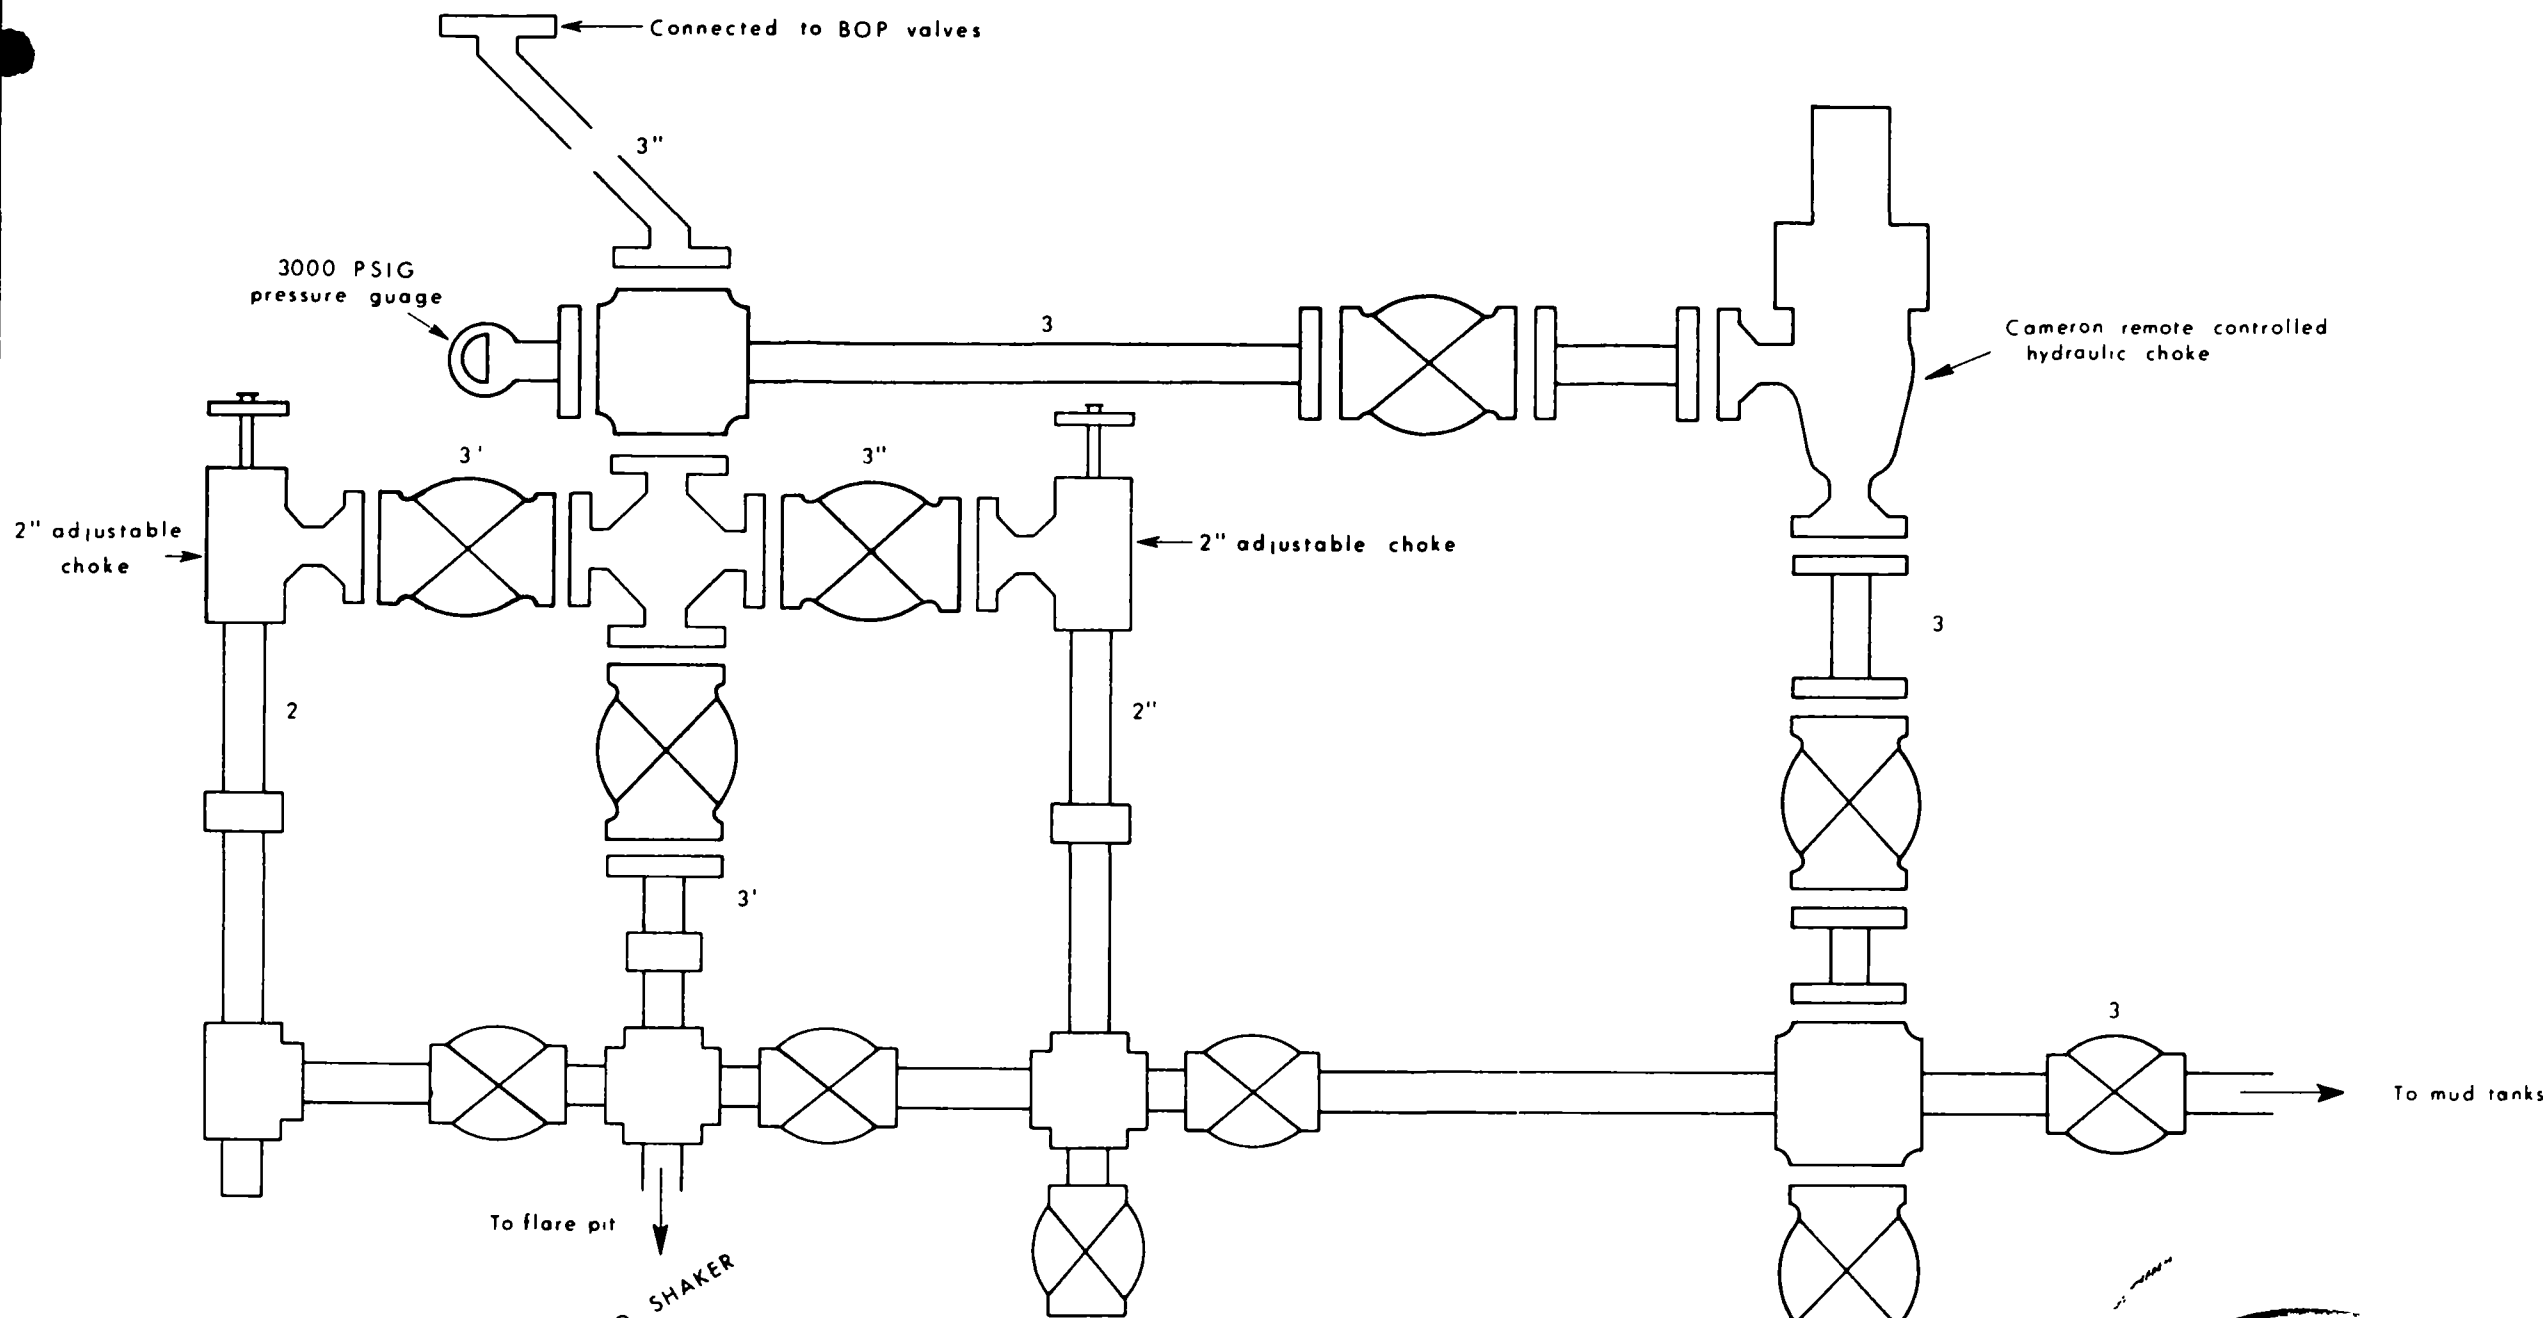 Connected to BOP valves
3"
3000 PSIG
pressure guage
3
Cameron remote controlled
hydraulic choke
3'
3"
2" adjustable
choke
2" adjustable choke
3
2
2"
3'
3
To mud tanks
To flare pit
SHAKER